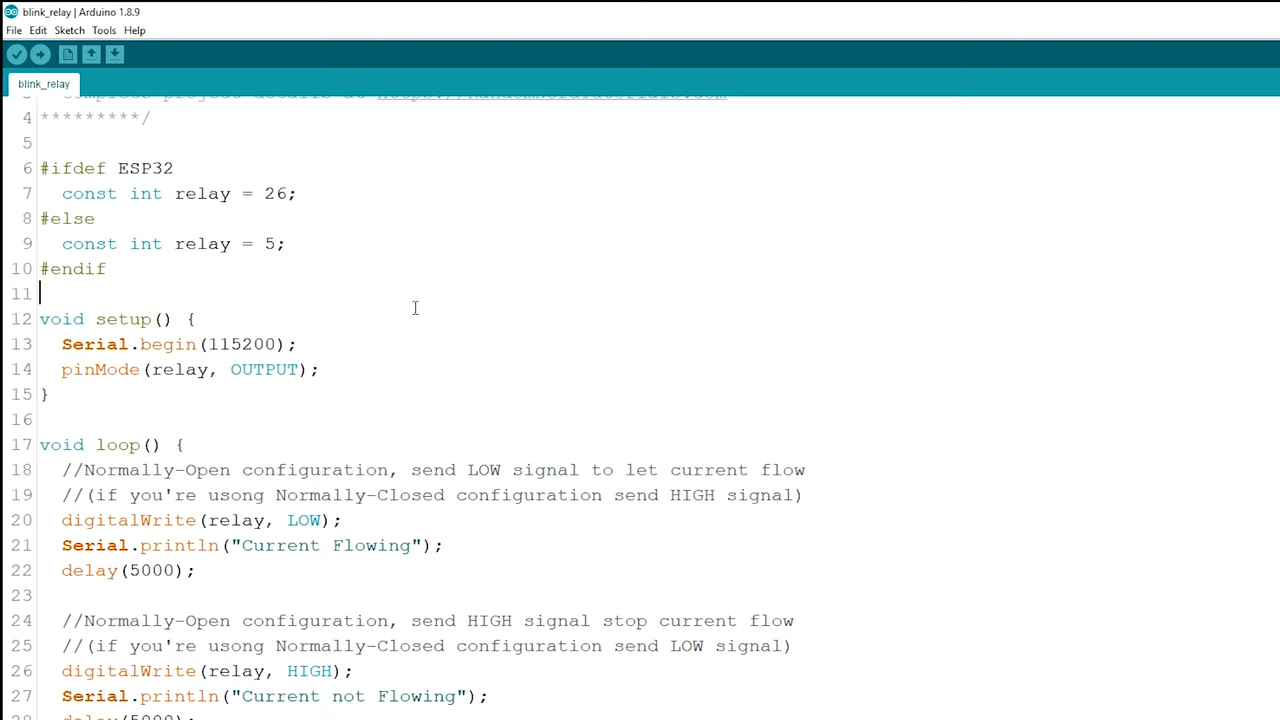 blink_relay | Arduino 1.8.9
File Edit Sketch Tools Help
blink_relay
4 *********/
5
6 #ifdef ESP32
7 const int relay = 26;
8 #else
9 const int relay = 5;
10 #endif
11
12 void setup() {
13 Serial.begin(115200);
14 pinMode(relay, OUTPUT);
15 }
16
17 void loop() {
18 //Normally-Open configuration, send LOW signal to let current flow
19 //(if you're usong Normally-Closed configuration send HIGH signal)
20 digitalWrite(relay, LOW);
21 Serial.println("Current Flowing");
22 delay(5000);
23
24 //Normally-Open configuration, send HIGH signal stop current flow
25 //(if you're usong Normally-Closed configuration send LOW signal)
26 digitalWrite(relay, HIGH);
27 Serial.println("Current not Flowing");